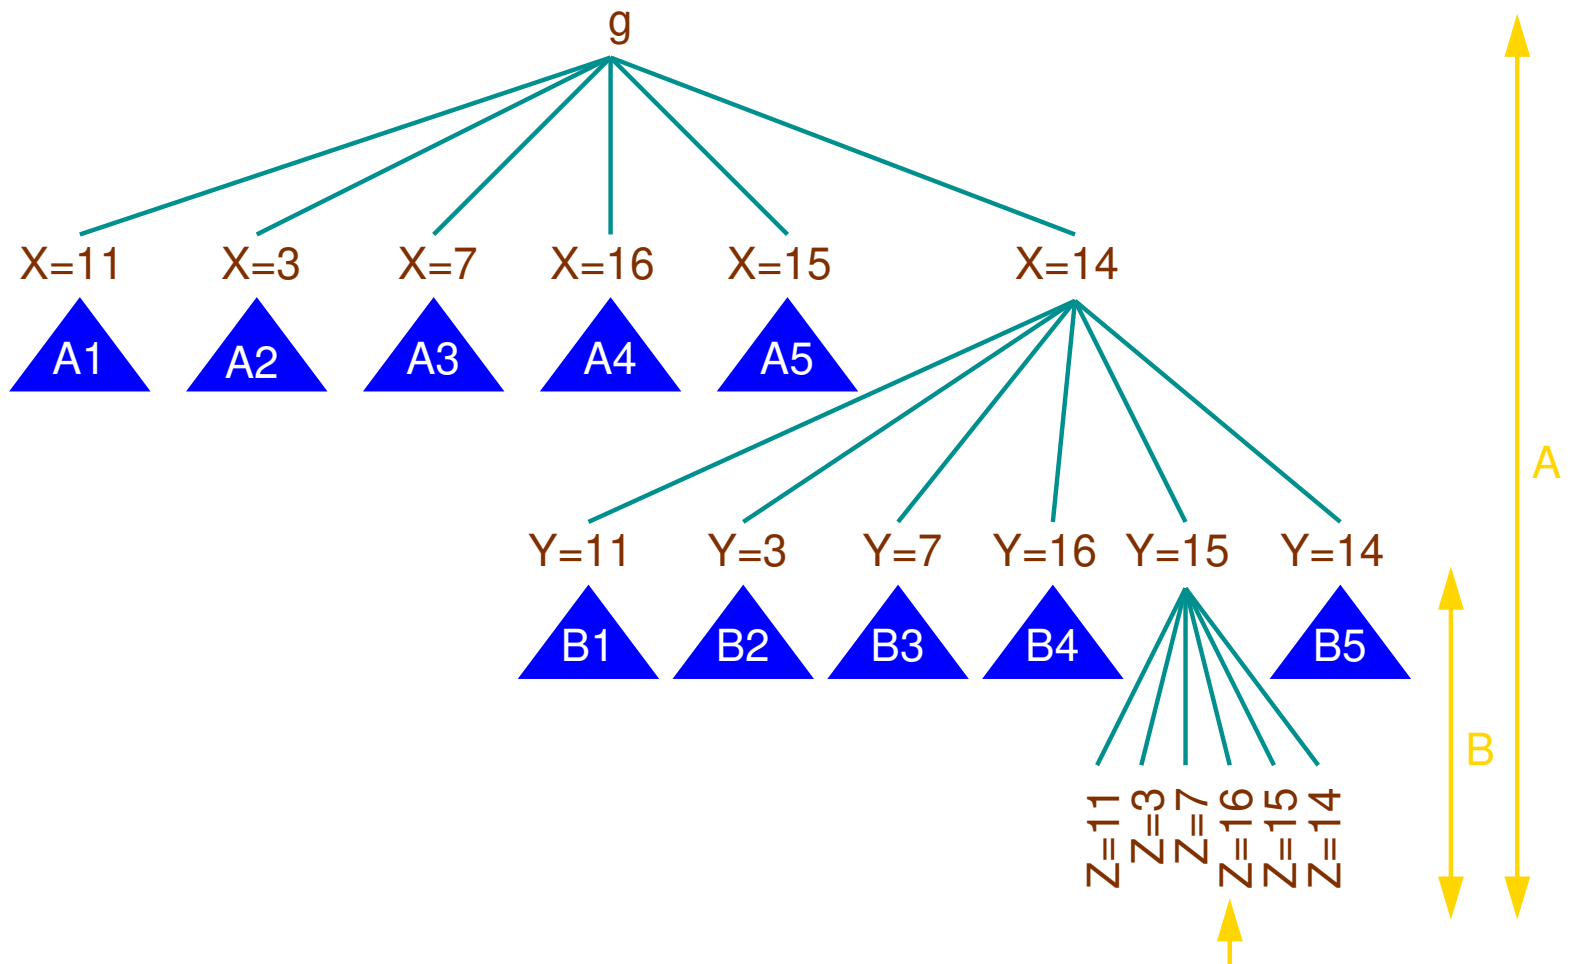 g
X=11 X=3 X=7 X=16 X=15 X=14
A1 A2 A3 A4 A5
A
Y=11 Y=3 Y=7 Y=16 Y=15 Y=14
B1 B2 B3 B4 B5
B
Z=11 Z=3 Z=7 Z=16 Z=15 Z=14